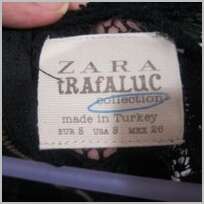 ZARA
tRAFALUC
collection
made in Turkey
EUR S USA S MEX 26